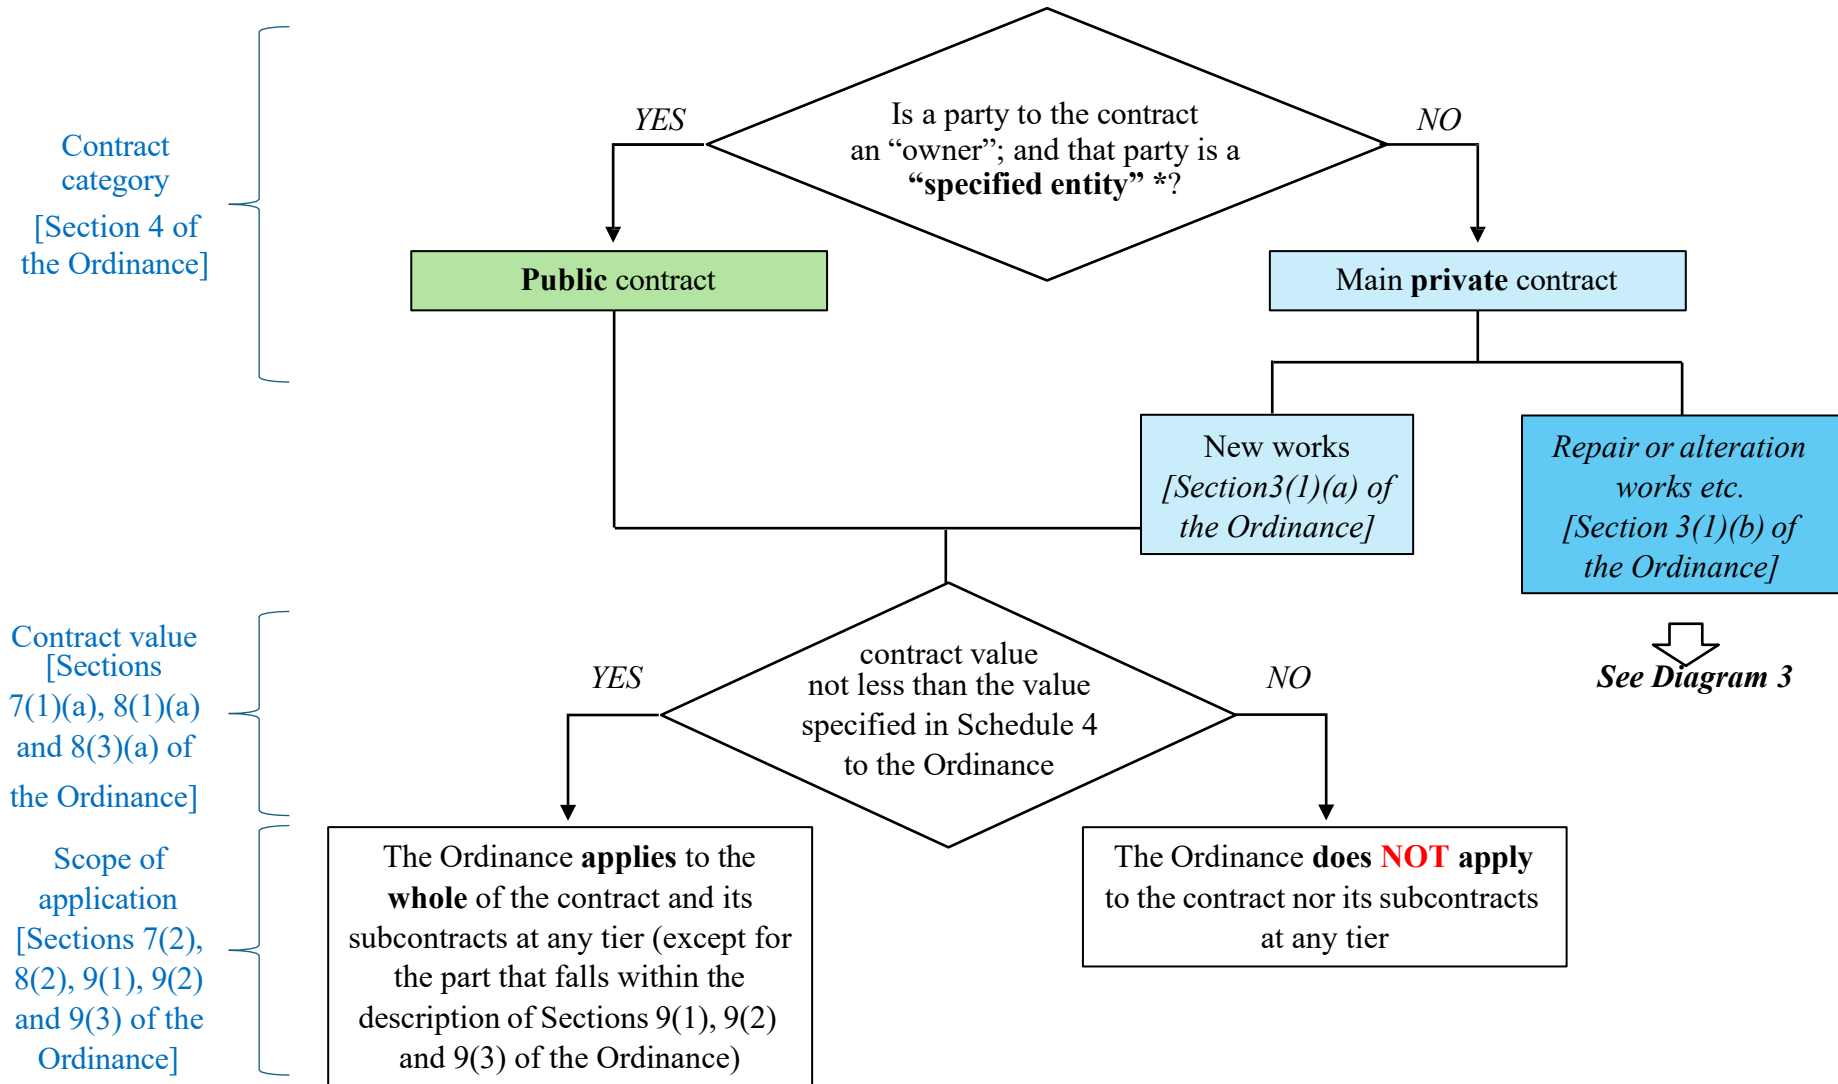 Contract
category
[Section 4 of
the Ordinance]
YES
Is a party to the contract
an “owner”; and that party is a
“specified entity” *?
NO
Public contract
Main private contract
New works
[Section3(1)(a) of
the Ordinance]
Repair or alteration
works etc.
[Section 3(1)(b) of
the Ordinance]
See Diagram 3
Contract value
[Sections
7(1)(a), 8(1)(a)
and 8(3)(a) of
the Ordinance]
YES
contract value
not less than the value
specified in Schedule 4
to the Ordinance
NO
Scope of
application
[Sections 7(2),
8(2), 9(1), 9(2)
and 9(3) of the
Ordinance]
The Ordinance applies to the
whole of the contract and its
subcontracts at any tier (except for
the part that falls within the
description of Sections 9(1), 9(2)
and 9(3) of the Ordinance)
The Ordinance does NOT apply
to the contract nor its subcontracts
at any tier